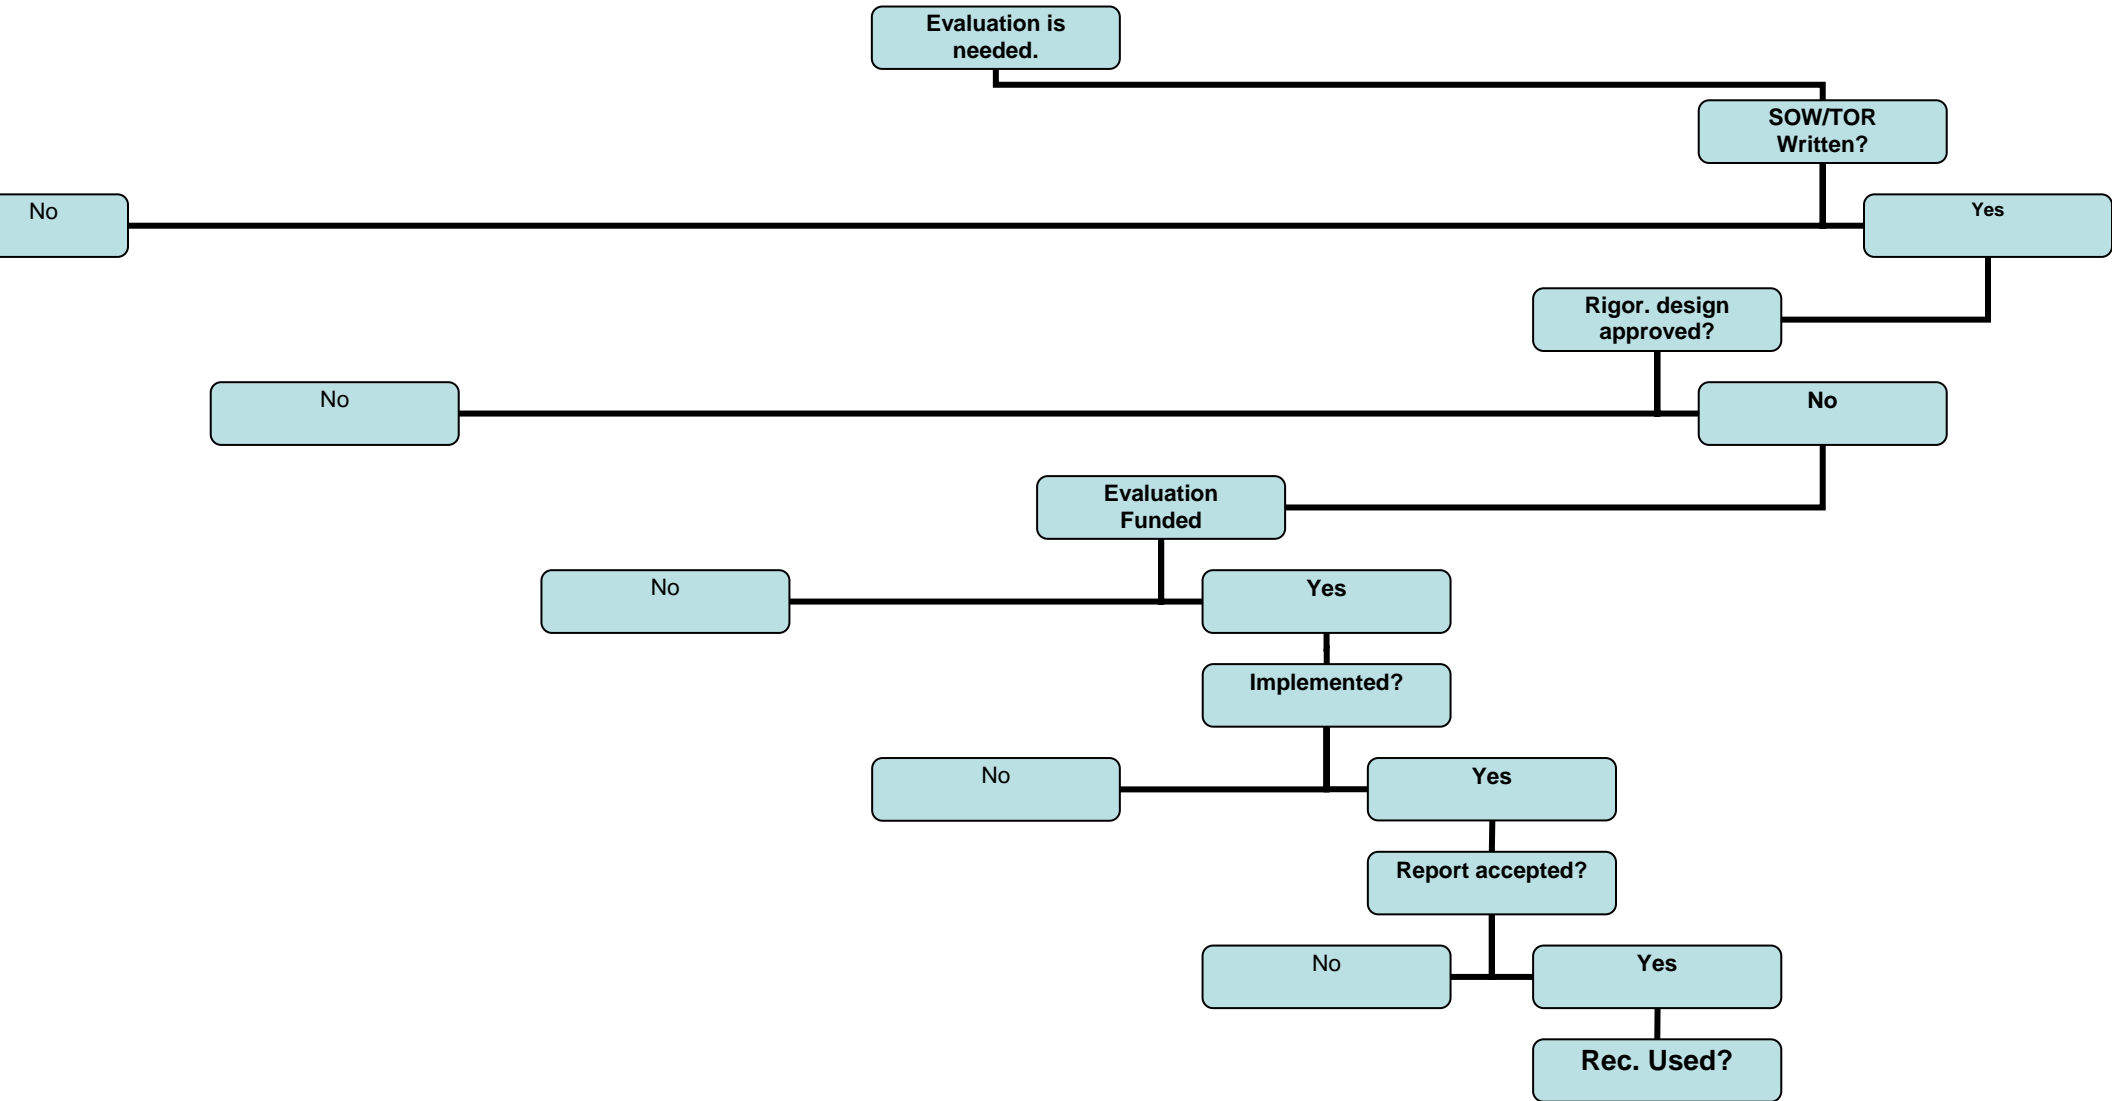 Evaluation is
needed.
SOW/TOR
Written?
No
Yes
Rigor. design
approved?
No
No
Evaluation
Funded
No
Yes
Implemented?
No
Yes
Report accepted?
No
Yes
Rec. Used?